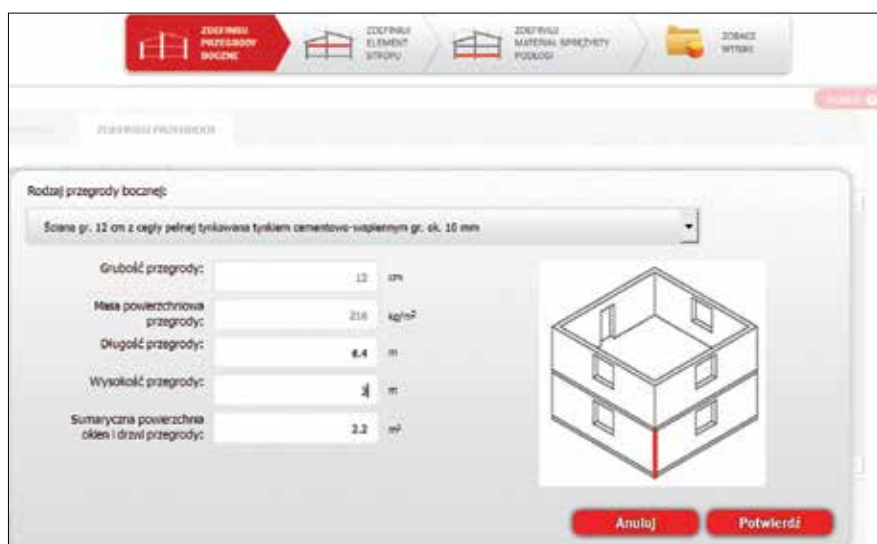 ZDEFINIUJ
PRZEGRODY
BOCZNE
ZDEFINIUJ
ELEMENT
STROPU
ZDEFINIUJ
MATERIAŁ SPRĘŻYSTY
PODŁOGI
ZOBACZ
WYNIKI
ZDEFINIUJ PRZEGRODY
Rodzaj przegrody bocznej:
Ściana gr. 12 cm z cegły pełnej tynkowana tynkiem cementowo-wapiennym gr. ok. 10 mm
Grubość przegrody: 12 cm
Masa powierzchniowa
przegrody: 216 kg/m²
Długość przegrody: 6.4 m
Wysokość przegrody: m
Sumaryczna powierzchnia
okien i drzwi przegrody: 2.2 m²
Anuluj Potwierdź